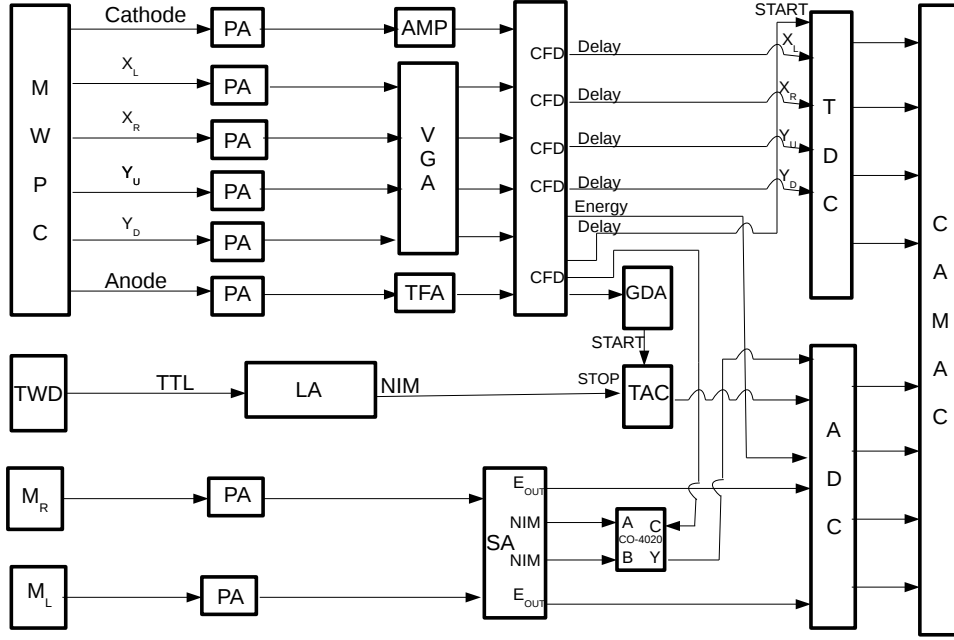 Cathode
PA
AMP
CFD
Delay
START
X_L
M W P C
X_L
PA
V G A
CFD
Delay
X_R
T D C
X_R
PA
CFD
Delay
Y_U
Y_U
PA
CFD
Delay
Y_D
Y_D
PA
Energy
Delay
Anode
PA
TFA
CFD
GDA
START
C A M A C
TWD
TTL
LA
NIM
STOP
TAC
A D C
M_R
PA
SA
E_OUT
NIM
A C
CO-4020
NIM
B Y
M_L
PA
E_OUT